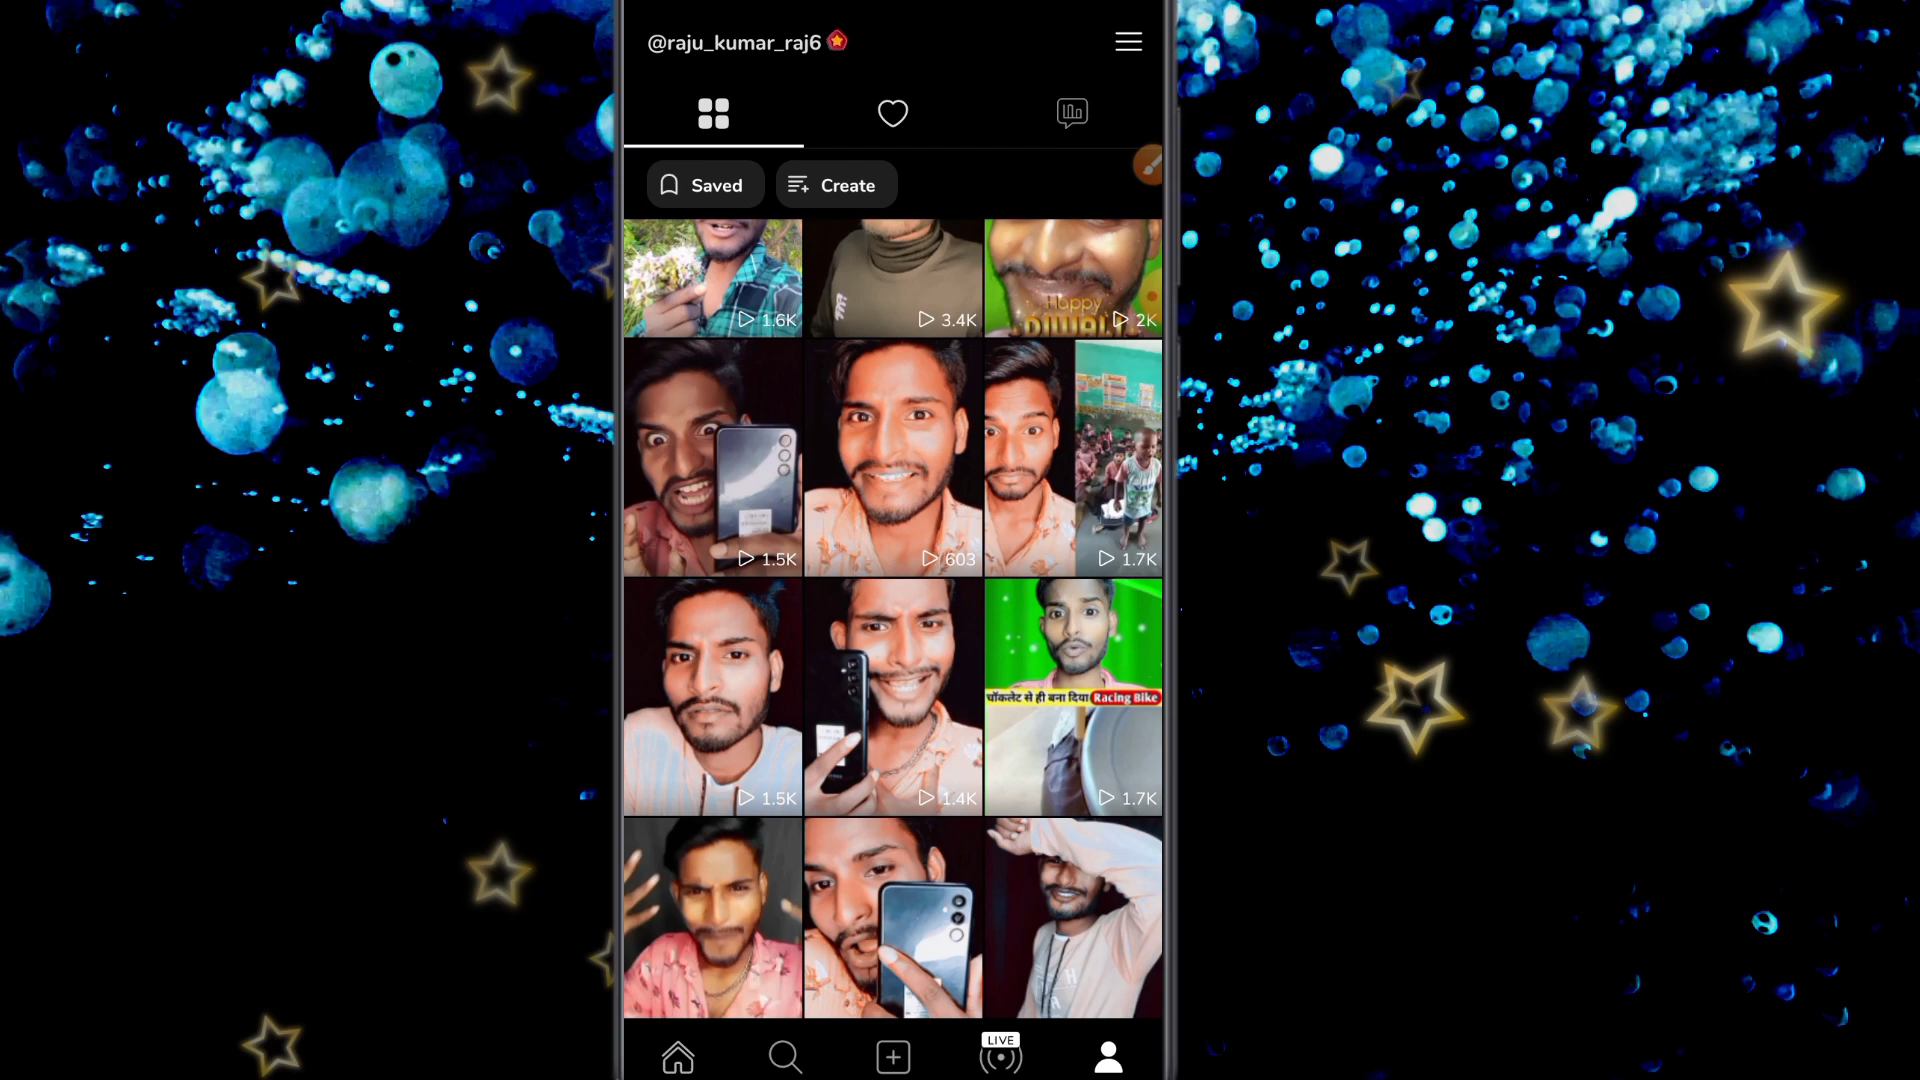 @raju_kumar_raj6
Saved
Create
1.6K
3.4K
Happy
DIWALI
2K
1.5K
603
1.7K
चॉकलेट से ही बना दिया Racing Bike
1.5K
1.4K
1.7K
LIVE